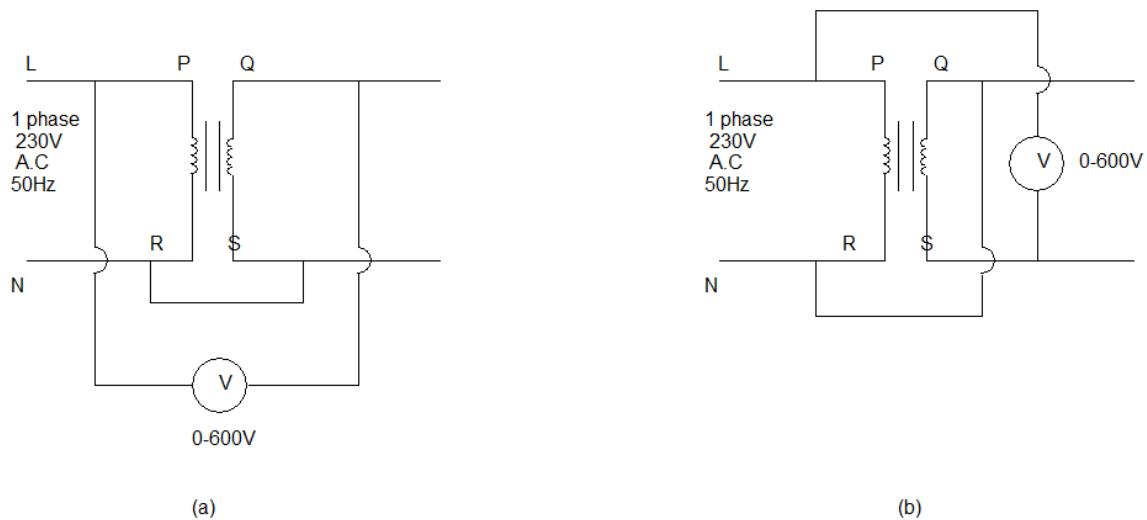 L
P
Q
1 phase
230V
A.C
50Hz
R
S
N
V
0-600V
(a)
L
P
Q
1 phase
230V
A.C
50Hz
V
0-600V
R
S
N
(b)